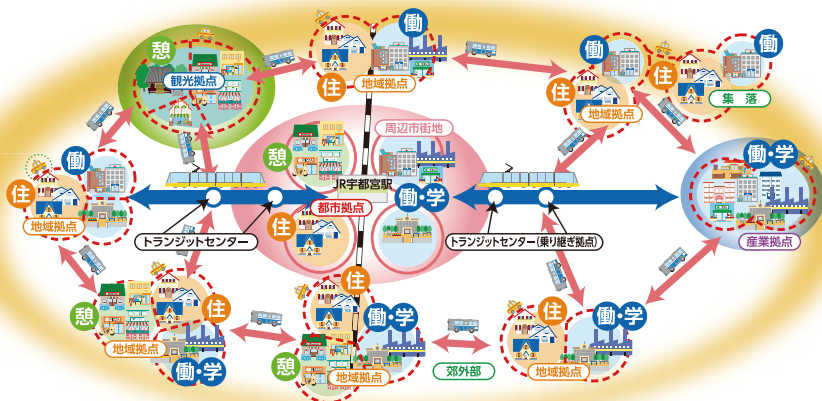 働
憩
働
働
観光拠点
住
地域拠点
住
住
集落
地域拠点
周辺市街地
働
憩
働・学
JR宇都宮駅
住
働・学
都市拠点
地域拠点
住
トランジットセンター
トランジットセンター(乗り継ぎ拠点)
産業拠点
住
住
住
憩
働・学
働・学
地域拠点
憩
働・学
地域拠点
郊外部
地域拠点